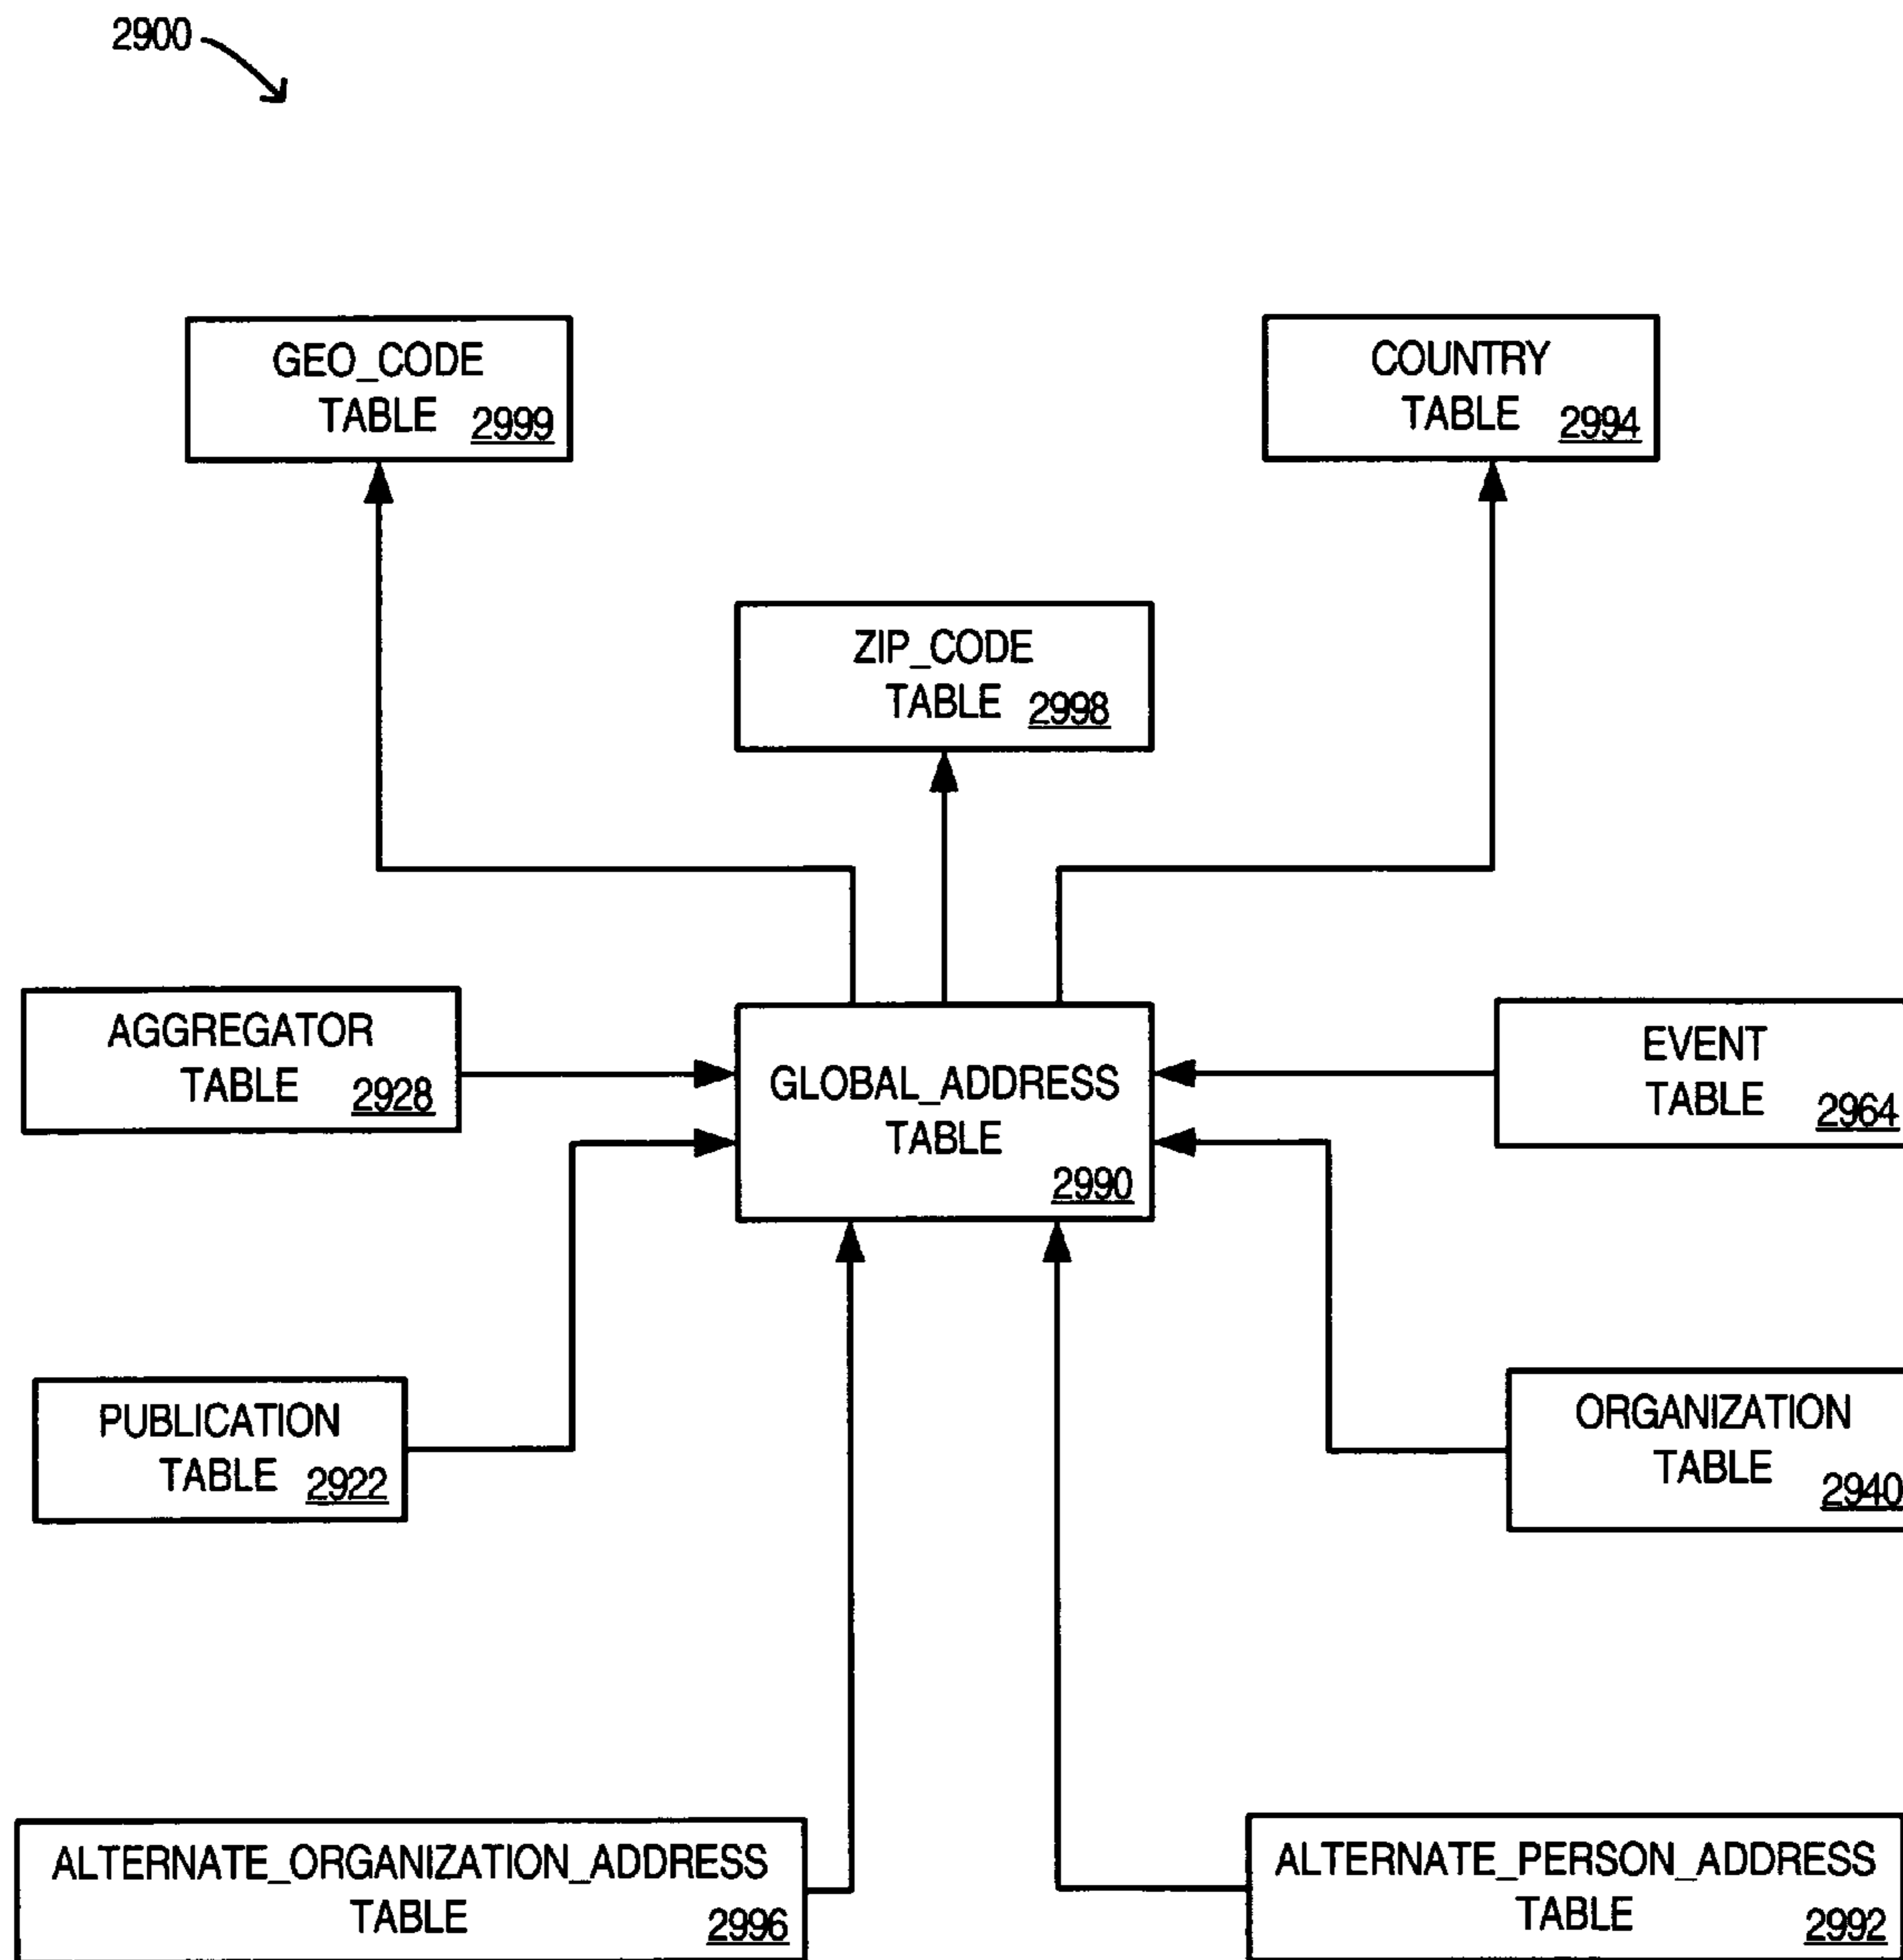 2900
GEO_CODE
TABLE 2999
COUNTRY
TABLE 2994
ZIP_CODE
TABLE 2998
AGGREGATOR
TABLE 2928
GLOBAL_ADDRESS
TABLE
2990
EVENT
TABLE 2964
PUBLICATION
TABLE 2922
ORGANIZATION
TABLE 2940
ALTERNATE_ORGANIZATION_ADDRESS
TABLE 2996
ALTERNATE_PERSON_ADDRESS
TABLE 2992